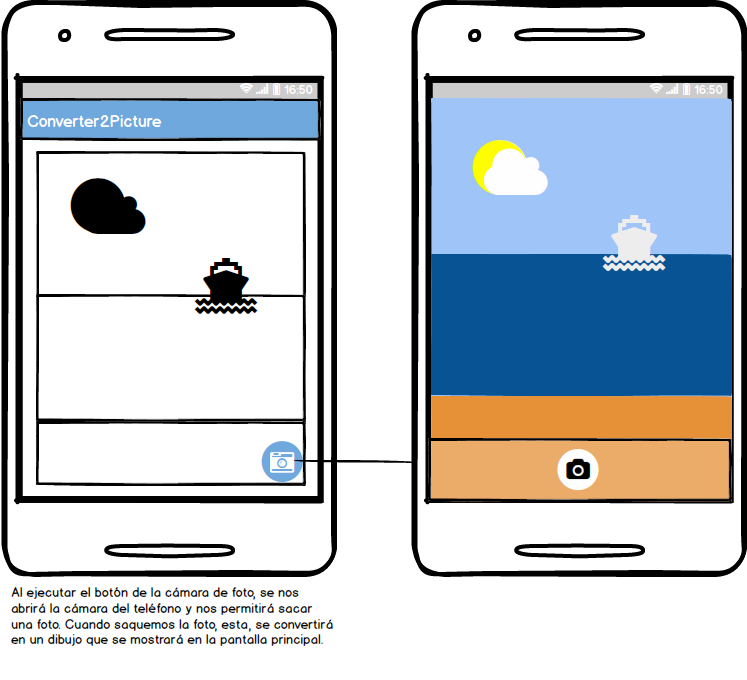 16:50
Converter2Picture
16:50
Al ejecutar el botón de la cámara de foto, se nos
abrirá la cámara del teléfono y nos permitirá sacar
una foto. Cuando saquemos la foto, esta, se convertirá
en un dibujo que se mostrará en la pantalla principal.